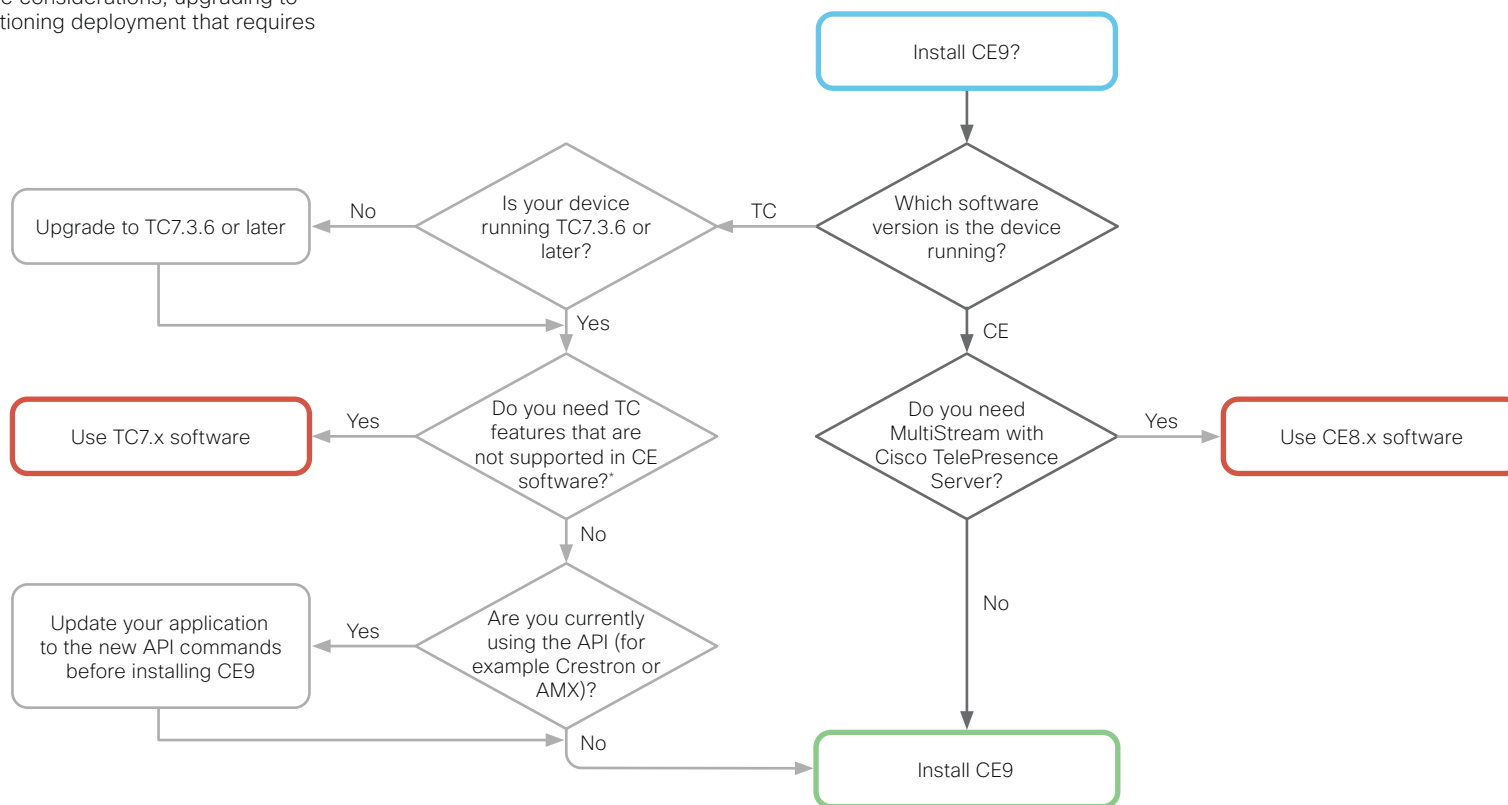 considerations, upgrading to
deployment that requires
Install CE9?
Which software
version is the device
running?
TC
Is your device
running TC7.3.6 or
later?
No
Upgrade to TC7.3.6 or later
Yes
CE
Do you need TC
features that are
not supported in CE
software?*
Yes
Use TC7.x software
Do you need
MultiStream with
Cisco TelePresence
Server?
Yes
Use CE8.x software
No
Are you currently
using the API (for
example Crestron or
AMX)?
Yes
Update your application
to the new API commands
before installing CE9
No
No
Install CE9